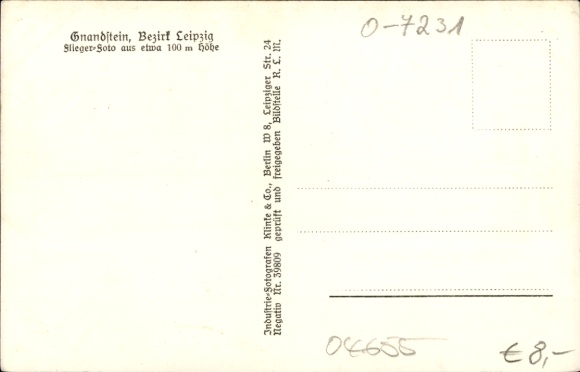 Gnandstein, Bezirk Leipzig
Flieger-Foto aus etwa 100 m Höhe
Industrie-Fotografen Klinke & Co., Berlin W 8, Leipziger Str. 24
Negativ Nr. 39809 geprüft und freigegeben Bildstelle R. L. M.
O-7231
04655
€ 8,-